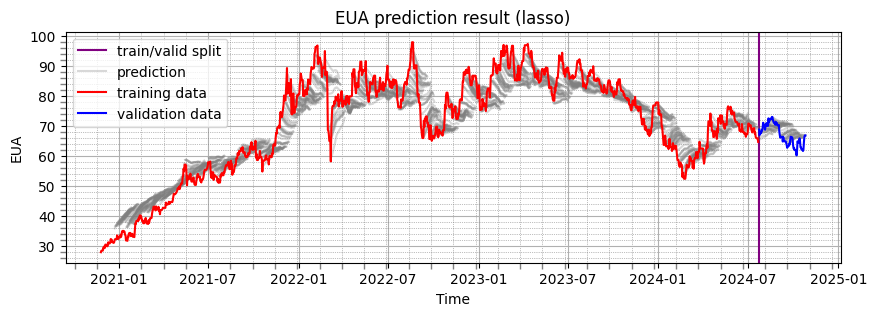 EUA prediction result (lasso)
train/valid split
prediction
training data
validation data
100
90
80
70
60
50
40
30
EUA
2021-01 2021-07 2022-01 2022-07 2023-01 2023-07 2024-01 2024-07 2025-01
Time